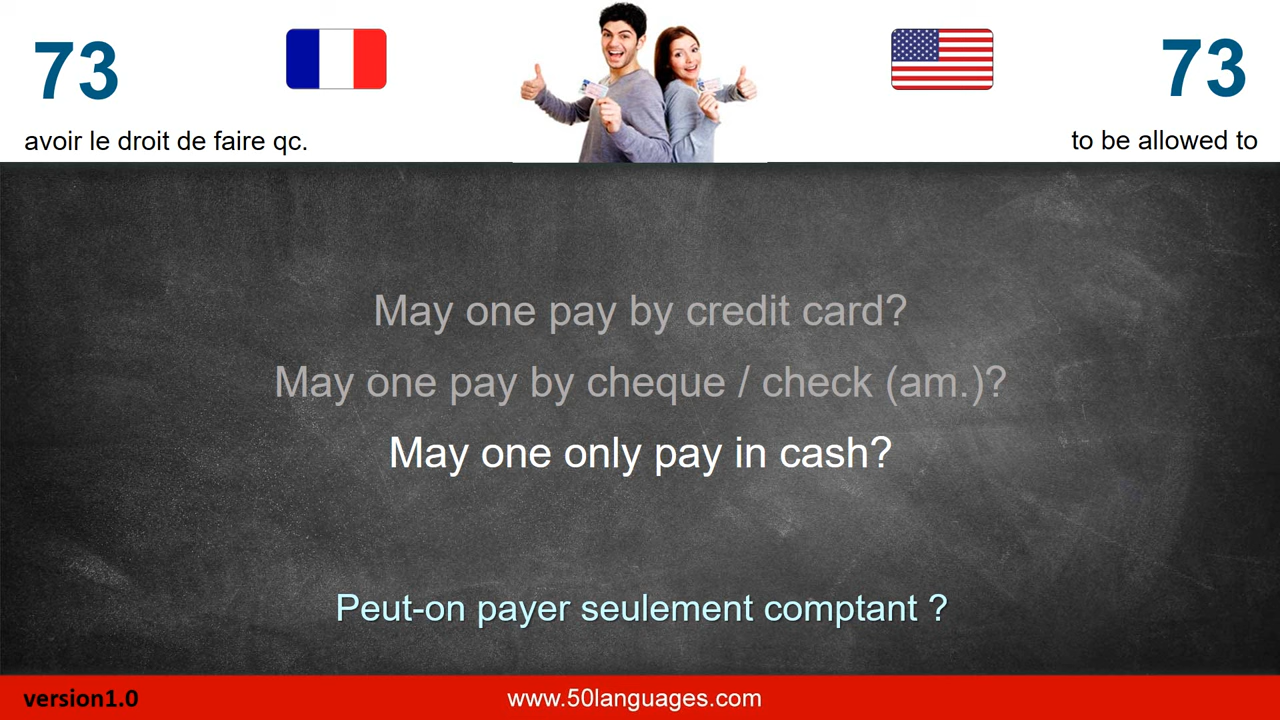 73
73
avoir le droit de faire qc.
to be allowed to
May one pay by credit card?
May one pay by cheque / check (am.)?
May one only pay in cash?
Peut-on payer seulement comptant ?
version1.0
www.50languages.com